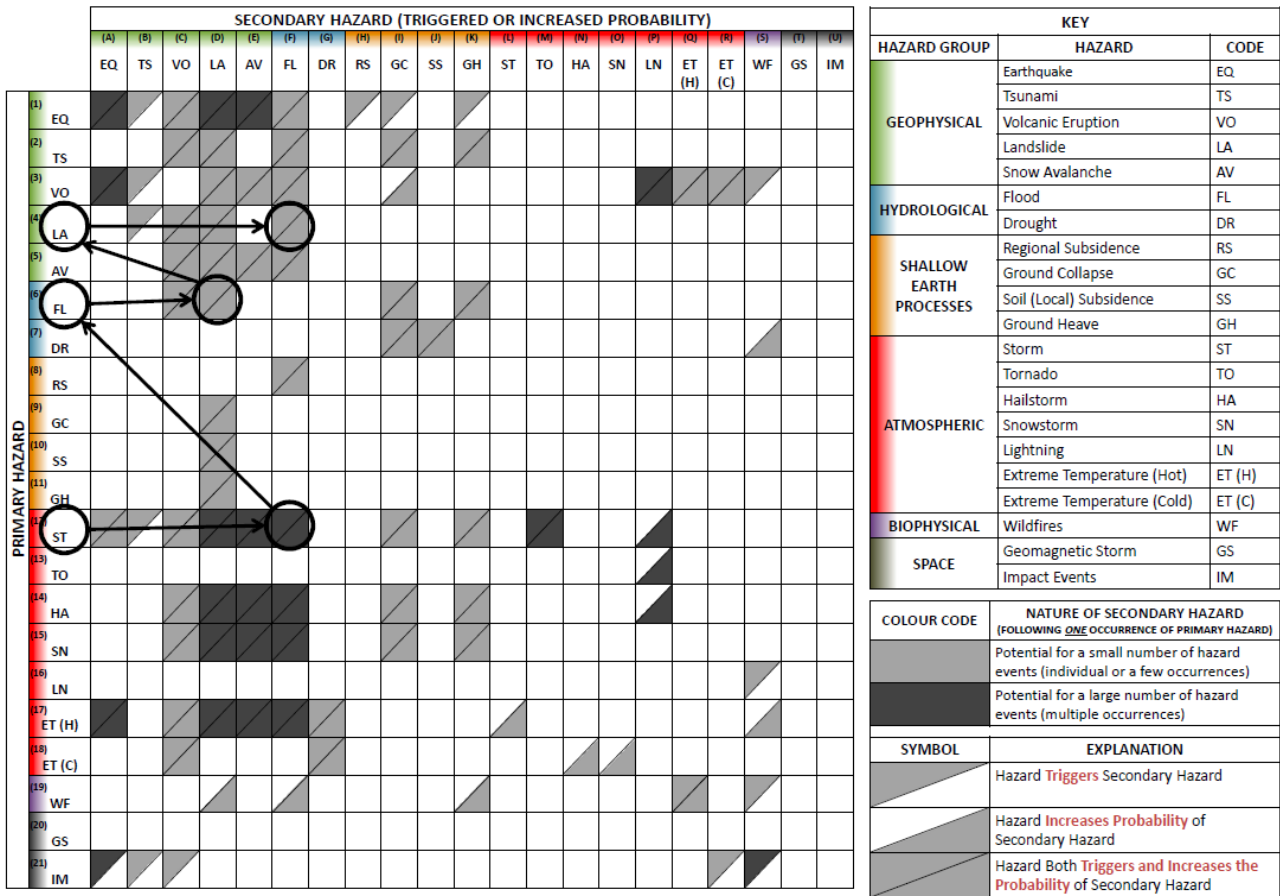 SECONDARY HAZARD (TRIGGERED OR INCREASED PROBABILITY)
(A) (B) (C) (D) (E) (F) (G) (H) (I) (J) (K) (L) (M) (N) (O) (P) (Q) (R) (S) (T) (U)
EQ TS VO LA AV FL DR RS GC SS GH ST TO HA SN LN ET (H) ET (C) WF GS IM
PRIMARY HAZARD
(1) EQ
(2) TS
(3) VO
(4) LA
(5) AV
(6) FL
(7) DR
(8) RS
(9) GC
(10) SS
(11) GH
(12) ST
(13) TO
(14) HA
(15) SN
(16) LN
(17) ET (H)
(18) ET (C)
(19) WF
(20) GS
(21) IM
KEY
HAZARD GROUP HAZARD CODE
GEOPHYSICAL
Earthquake EQ
Tsunami TS
Volcanic Eruption VO
Landslide LA
Snow Avalanche AV
HYDROLOGICAL
Flood FL
Drought DR
SHALLOW
EARTH
PROCESSES
Regional Subsidence RS
Ground Collapse GC
Soil (Local) Subsidence SS
Ground Heave GH
ATMOSPHERIC
Storm ST
Tornado TO
Hailstorm HA
Snowstorm SN
Lightning LN
Extreme Temperature (Hot) ET (H)
Extreme Temperature (Cold) ET (C)
BIOPHYSICAL Wildfires WF
SPACE
Geomagnetic Storm GS
Impact Events IM
COLOUR CODE NATURE OF SECONDARY HAZARD
(FOLLOWING ONE OCCURRENCE OF PRIMARY HAZARD)
Potential for a small number of hazard
events (individual or a few occurrences)
Potential for a large number of hazard
events (multiple occurrences)
SYMBOL EXPLANATION
Hazard Triggers Secondary Hazard
Hazard Increases Probability of
Secondary Hazard
Hazard Both Triggers and Increases the
Probability of Secondary Hazard